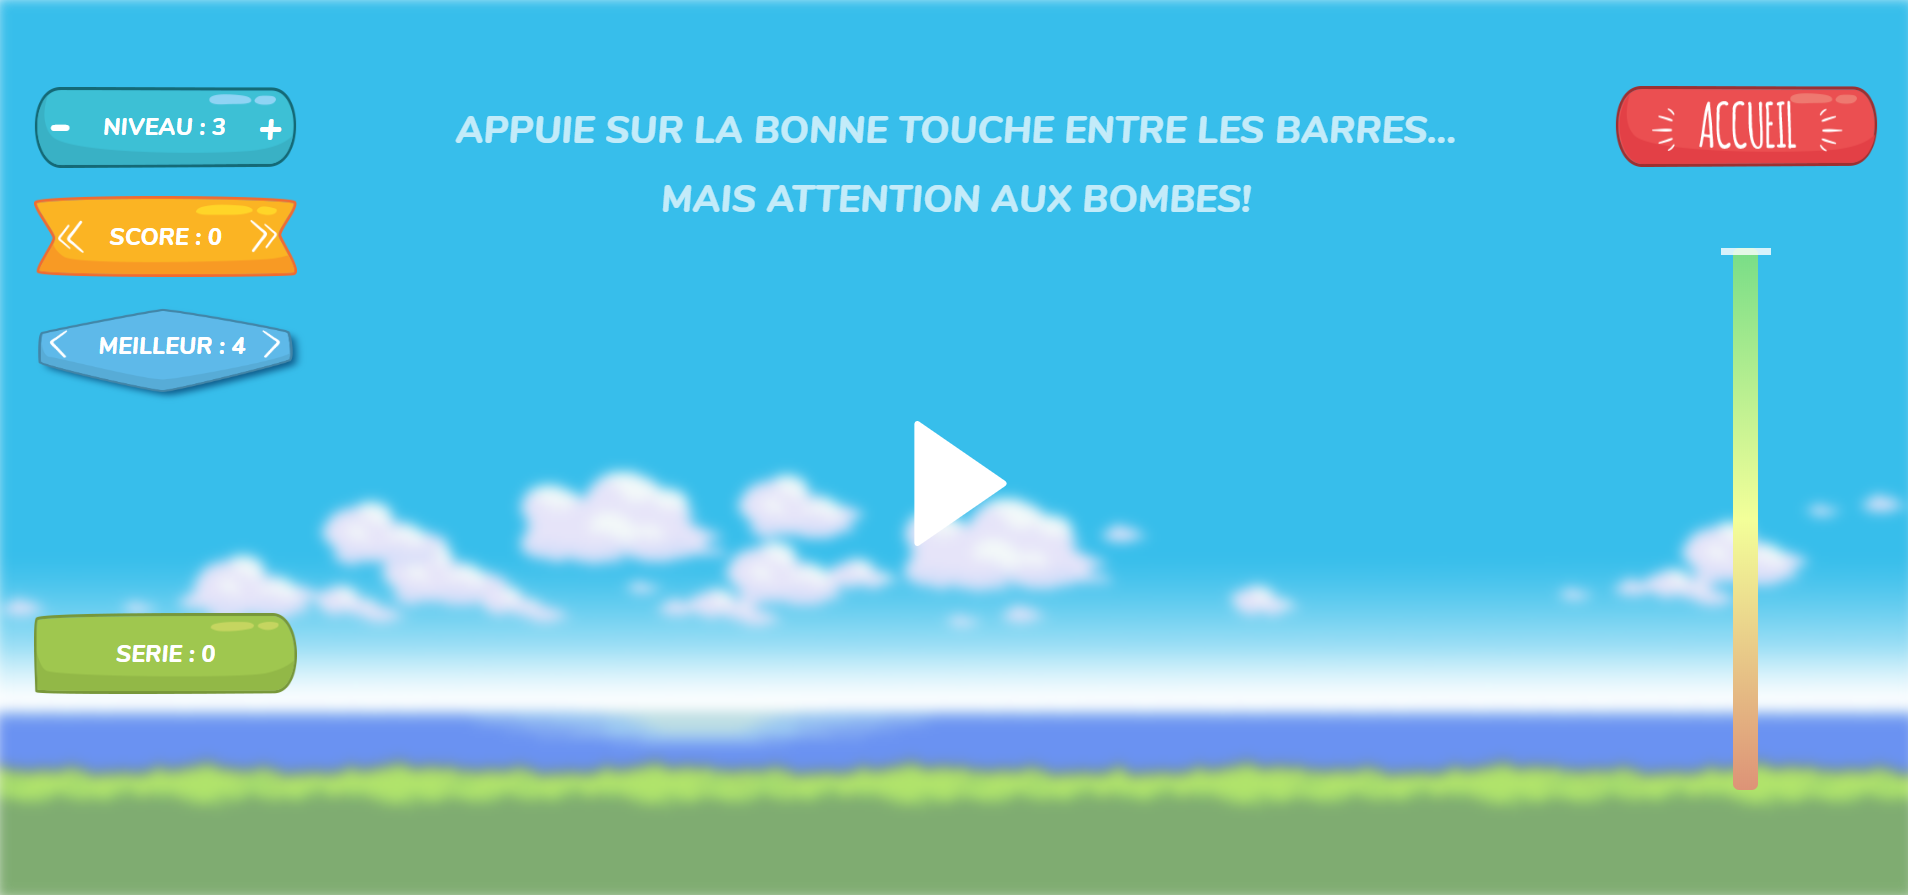 NIVEAU : 3
SCORE : 0
MEILLEUR : 4
SERIE : 0
APPUIE SUR LA BONNE TOUCHE ENTRE LES BARRES...
MAIS ATTENTION AUX BOMBES!
ACCUEIL